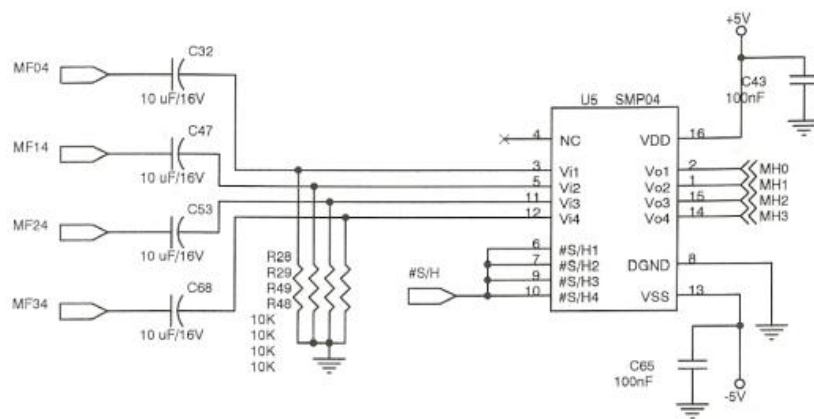 MF04
C32
10 uF/16V
MF14
C47
10 uF/16V
MF24
C53
10 uF/16V
MF34
C68
10 uF/16V
R28
R29
R49
R48
10K
10K
10K
10K
#S/H
U5 SMP04
4 NC
3 Vi1
5 Vi2
11 Vi3
12 Vi4
6 #S/H1
7 #S/H2
9 #S/H3
10 #S/H4
VDD 16
Vo1 2 MH0
Vo2 1 MH1
Vo3 15 MH2
Vo4 14 MH3
DGND 8
VSS 13
+5V
C43
100nF
C65
100nF
-5V